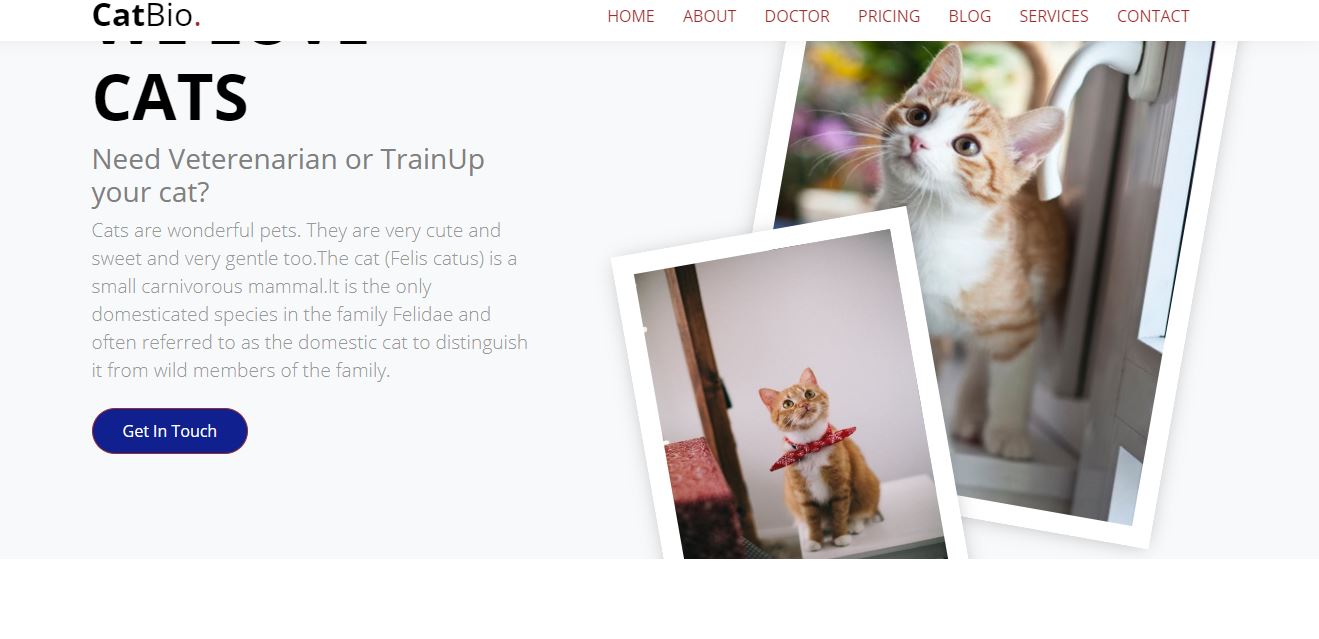 CatBio.
HOME ABOUT DOCTOR PRICING BLOG SERVICES CONTACT
WE LOVE
CATS
Need Veterenarian or TrainUp
your cat?
Cats are wonderful pets. They are very cute and
sweet and very gentle too.The cat (Felis catus) is a
small carnivorous mammal.It is the only
domesticated species in the family Felidae and
often referred to as the domestic cat to distinguish
it from wild members of the family.
Get In Touch